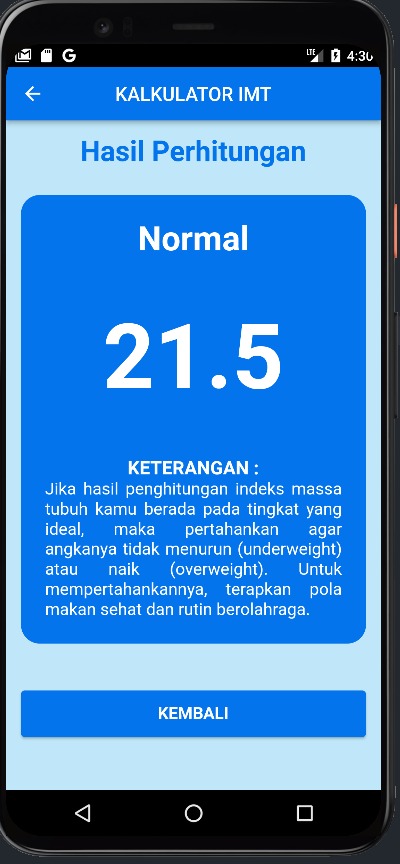 LTE 4:30
KALKULATOR IMT
Hasil Perhitungan
Normal
21.5
KETERANGAN :
Jika hasil penghitungan indeks massa
tubuh kamu berada pada tingkat yang
ideal, maka pertahankan agar
angkanya tidak menurun (underweight)
atau naik (overweight). Untuk
mempertahankannya, terapkan pola
makan sehat dan rutin berolahraga.
KEMBALI